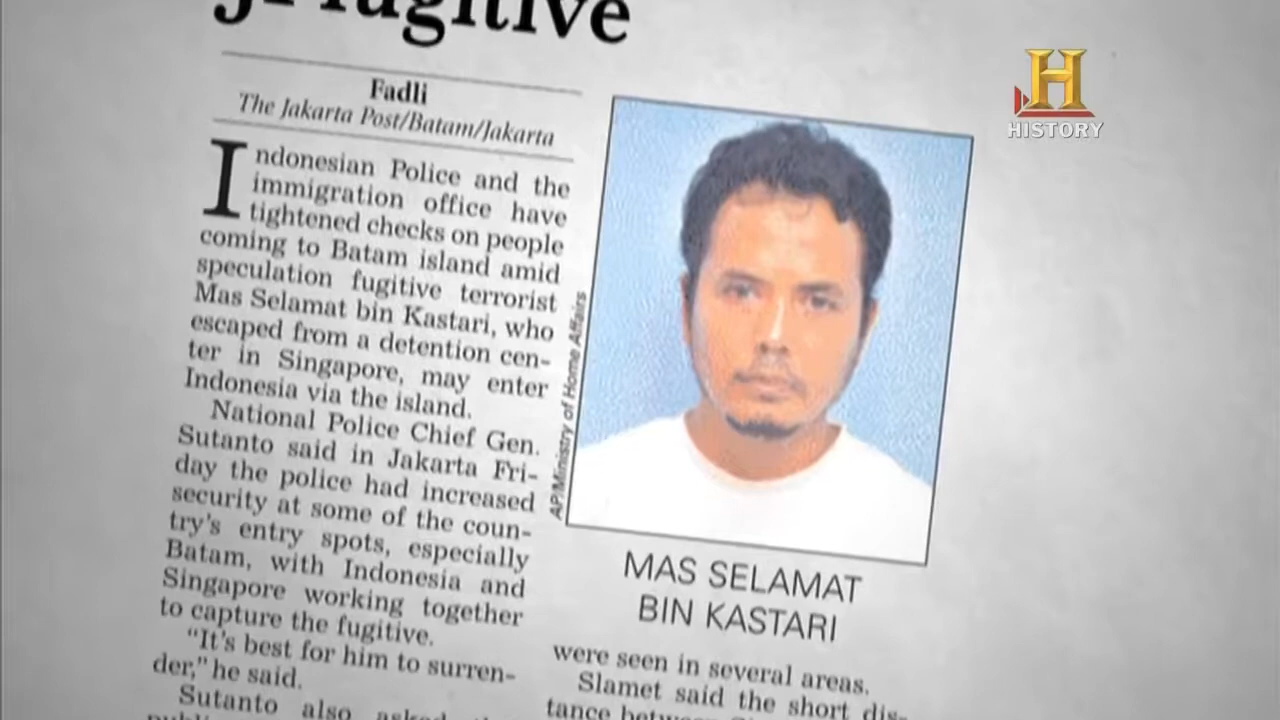 JI fugitive
Fadli
The Jakarta Post/Batam/Jakarta
Indonesian Police and the
immigration office have
tightened checks on people
coming to Batam island amid
speculation fugitive terrorist
Mas Selamat bin Kastari, who
escaped from a detention cen-
ter in Singapore, may enter
Indonesia via the island.
National Police Chief Gen.
Sutanto said in Jakarta Fri-
day the police had increased
security at some of the coun-
try's entry spots, especially
Batam, with Indonesia and
Singapore working together
to capture the fugitive.
"It's best for him to surren-
der," he said.
Sutanto also asked
AP/Ministry of Home Affairs
MAS SELAMAT
BIN KASTARI
were seen in several areas.
Slamet said the short dis-
tance between
H
HISTORY